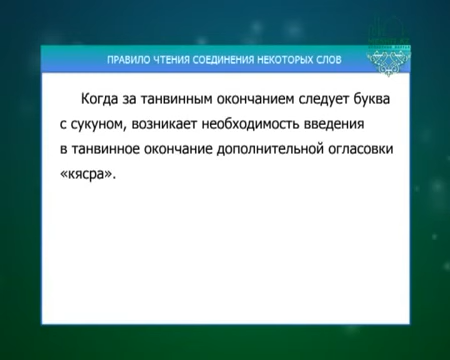 ПРАВИЛО ЧТЕНИЯ СОЕДИНЕНИЯ НЕКОТОРЫХ СЛОВ
Когда за танвинным окончанием следует буква
с сукуном, возникает необходимость введения
в танвинное окончание дополнительной огласовки
«кясра».